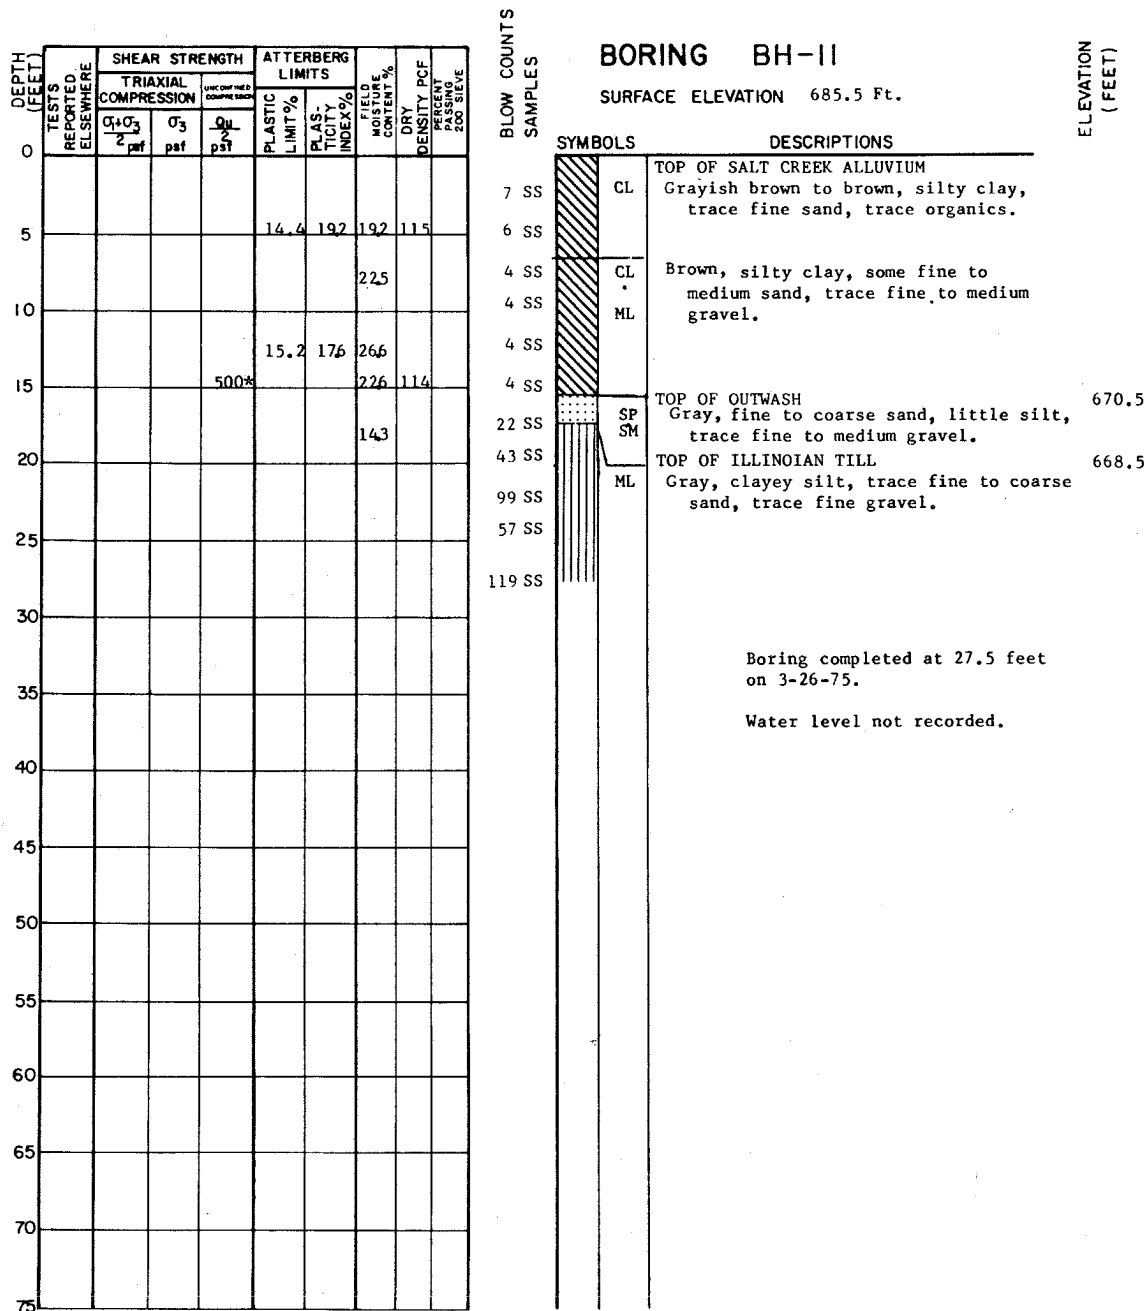 BORING BH-11
SURFACE ELEVATION 685.5 Ft.
DEPTH (FEET)
TESTS REPORTED ELSEWHERE
SHEAR STRENGTH
TRIAXIAL COMPRESSION
UNCONFINED COMPRESSION
σ1+σ3
2 psf
σ3
psf
Qu
2
psf
ATTERBERG LIMITS
PLASTIC LIMIT%
PLAS-
TICITY
INDEX%
FIELD MOISTURE CONTENT%
DRY DENSITY PCF
PERCENT PASSING 200 SIEVE
BLOW COUNTS
SAMPLES
SYMBOLS
DESCRIPTIONS
ELEVATION
(FEET)
0
TOP OF SALT CREEK ALLUVIUM
7 SS CL Grayish brown to brown, silty clay,
trace fine sand, trace organics.
5 14.4 19.2 19.2 115 6 SS
4 SS CL Brown, silty clay, some fine to
22.5 medium sand, trace fine to medium
10 4 SS ML gravel.
15.2 17.6 26.6 4 SS
15 500* 22.6 114 4 SS
TOP OF OUTWASH 670.5
22 SS SP Gray, fine to coarse sand, little silt,
14.3 SM trace fine to medium gravel.
20 43 SS TOP OF ILLINOIAN TILL 668.5
ML Gray, clayey silt, trace fine to coarse
99 SS sand, trace fine gravel.
57 SS
25
119 SS
30
Boring completed at 27.5 feet
on 3-26-75.
35
Water level not recorded.
40
45
50
55
60
65
70
75